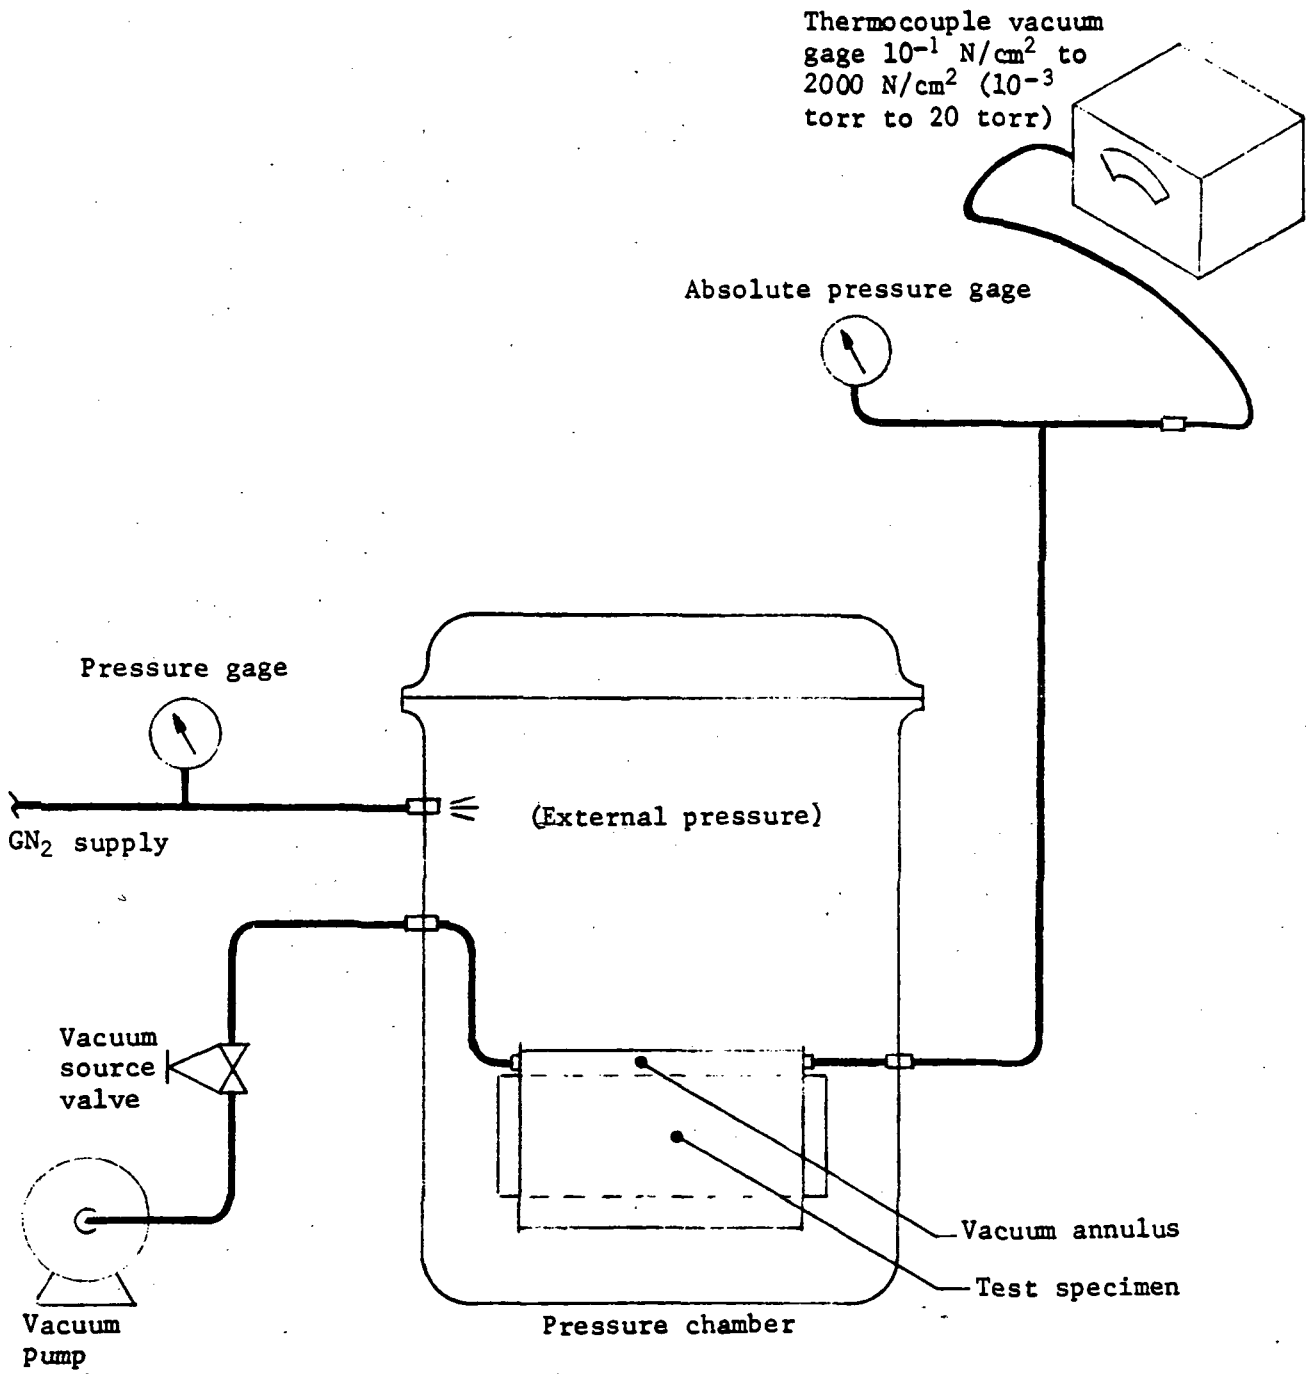 Thermocouple vacuum
gage 10⁻¹ N/cm² to
2000 N/cm² (10⁻³
torr to 20 torr)
Absolute pressure gage
Pressure gage
(External pressure)
GN₂ supply
Vacuum
source
valve
Vacuum annulus
Test specimen
Pressure chamber
Vacuum
pump